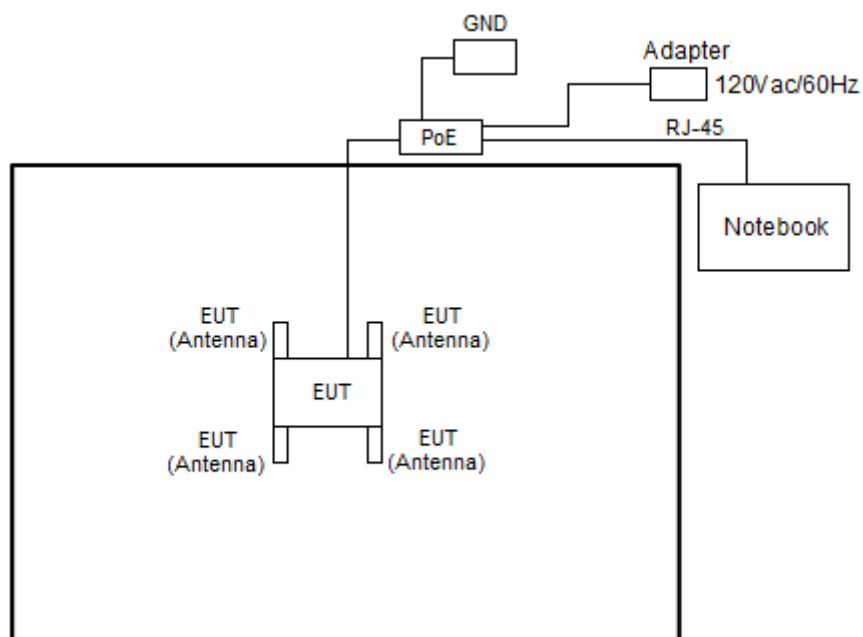 GND
Adapter
120Vac/60Hz
PoE
RJ-45
Notebook
EUT
(Antenna)
EUT
(Antenna)
EUT
EUT
(Antenna)
EUT
(Antenna)